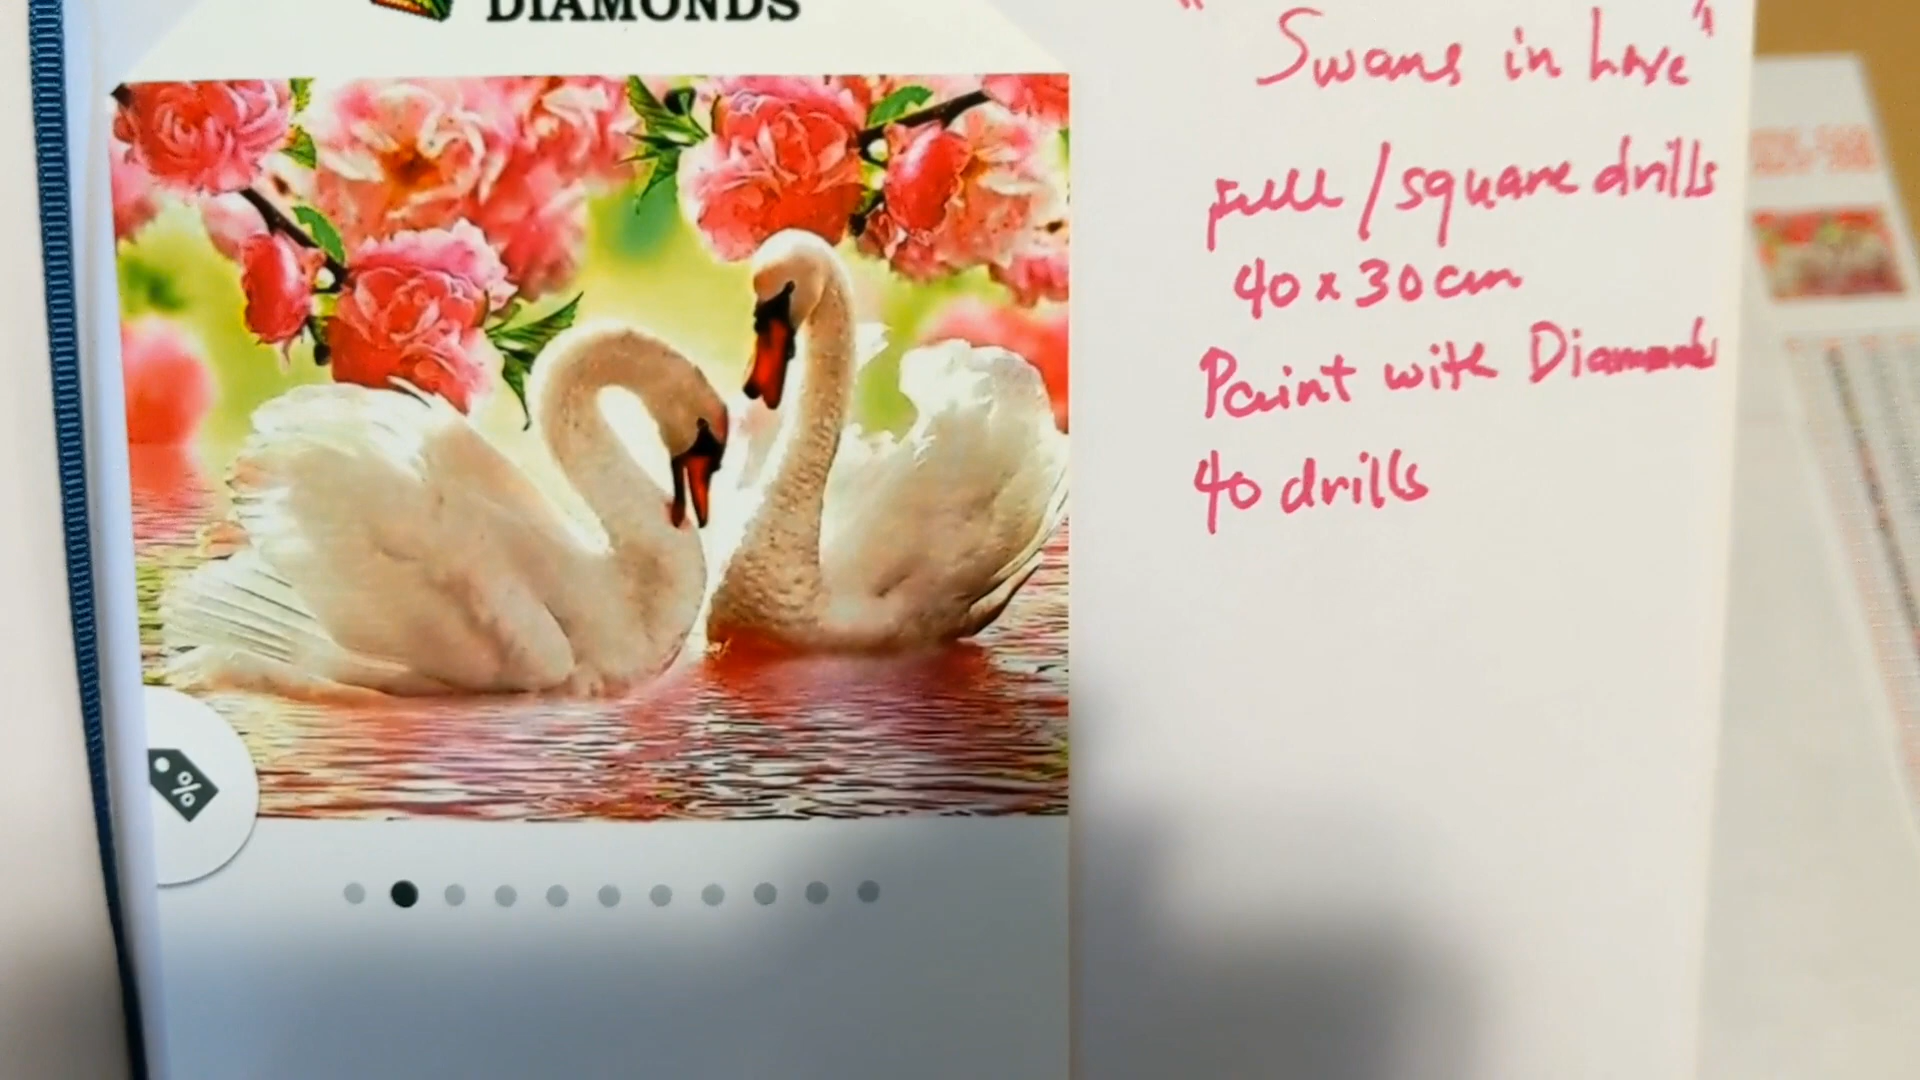 DIAMONDS
"Swans in Love"
Full / square drills
40 x 30 cm
Paint with Diamonds
40 drills
%